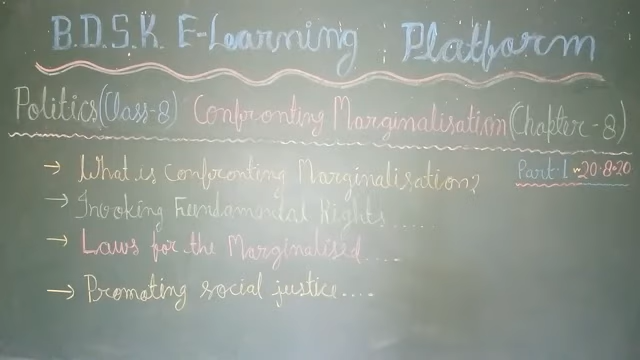 B.D.S.K. E-Learning Platform
Politics(Class-8) Confronting Marginalisation(Chapter-8)
Part-1 20.8.20
→ What is Confronting Marginalisation?
→ Invoking Fundamental Rights.....
→ Laws for the Marginalised....
→ Promoting social justice....